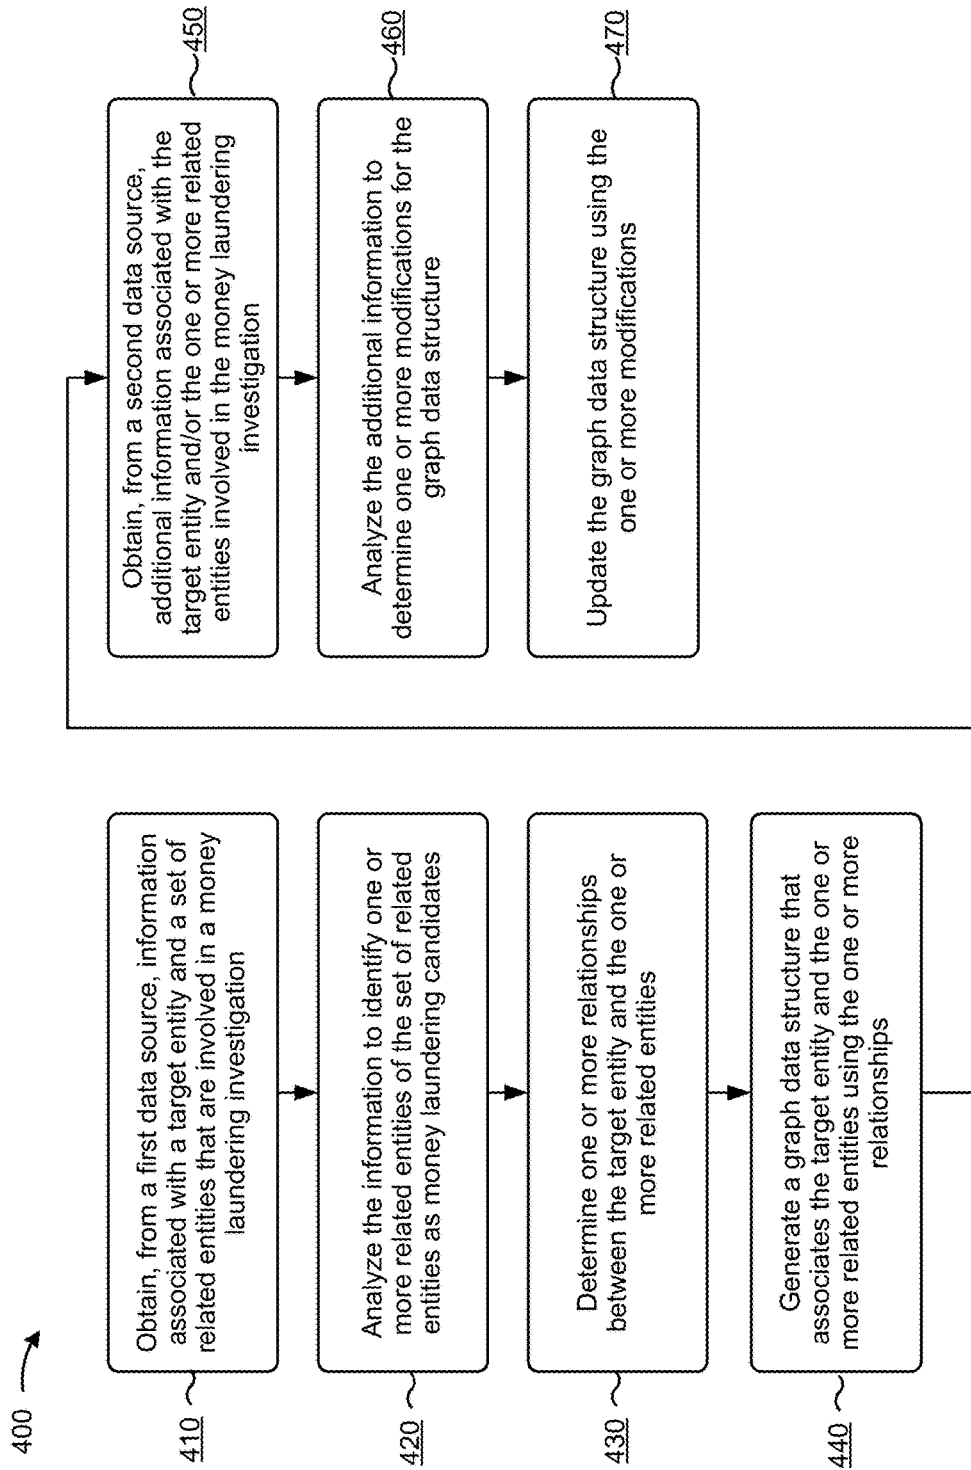 400
410
Obtain, from a first data source, information
associated with a target entity and a set of
related entities that are involved in a money
laundering investigation
420
Analyze the information to identify one or
more related entities of the set of related
entities as money laundering candidates
430
Determine one or more relationships
between the target entity and the one or
more related entities
440
Generate a graph data structure that
associates the target entity and the one or
more related entities using the one or more
relationships
450
Obtain, from a second data source,
additional information associated with the
target entity and/or the one or more related
entities involved in the money laundering
investigation
460
Analyze the additional information to
determine one or more modifications for the
graph data structure
470
Update the graph data structure using the
one or more modifications